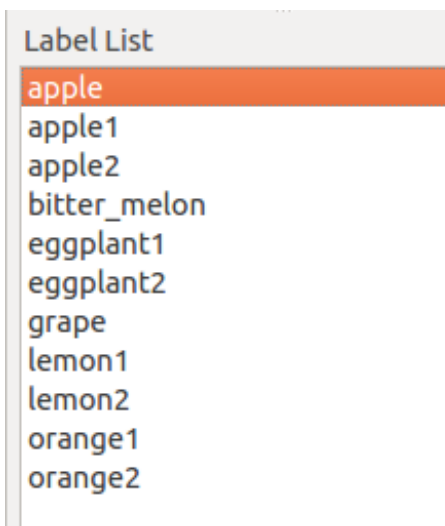 Label List
apple
apple1
apple2
bitter_melon
eggplant1
eggplant2
grape
lemon1
lemon2
orange1
orange2